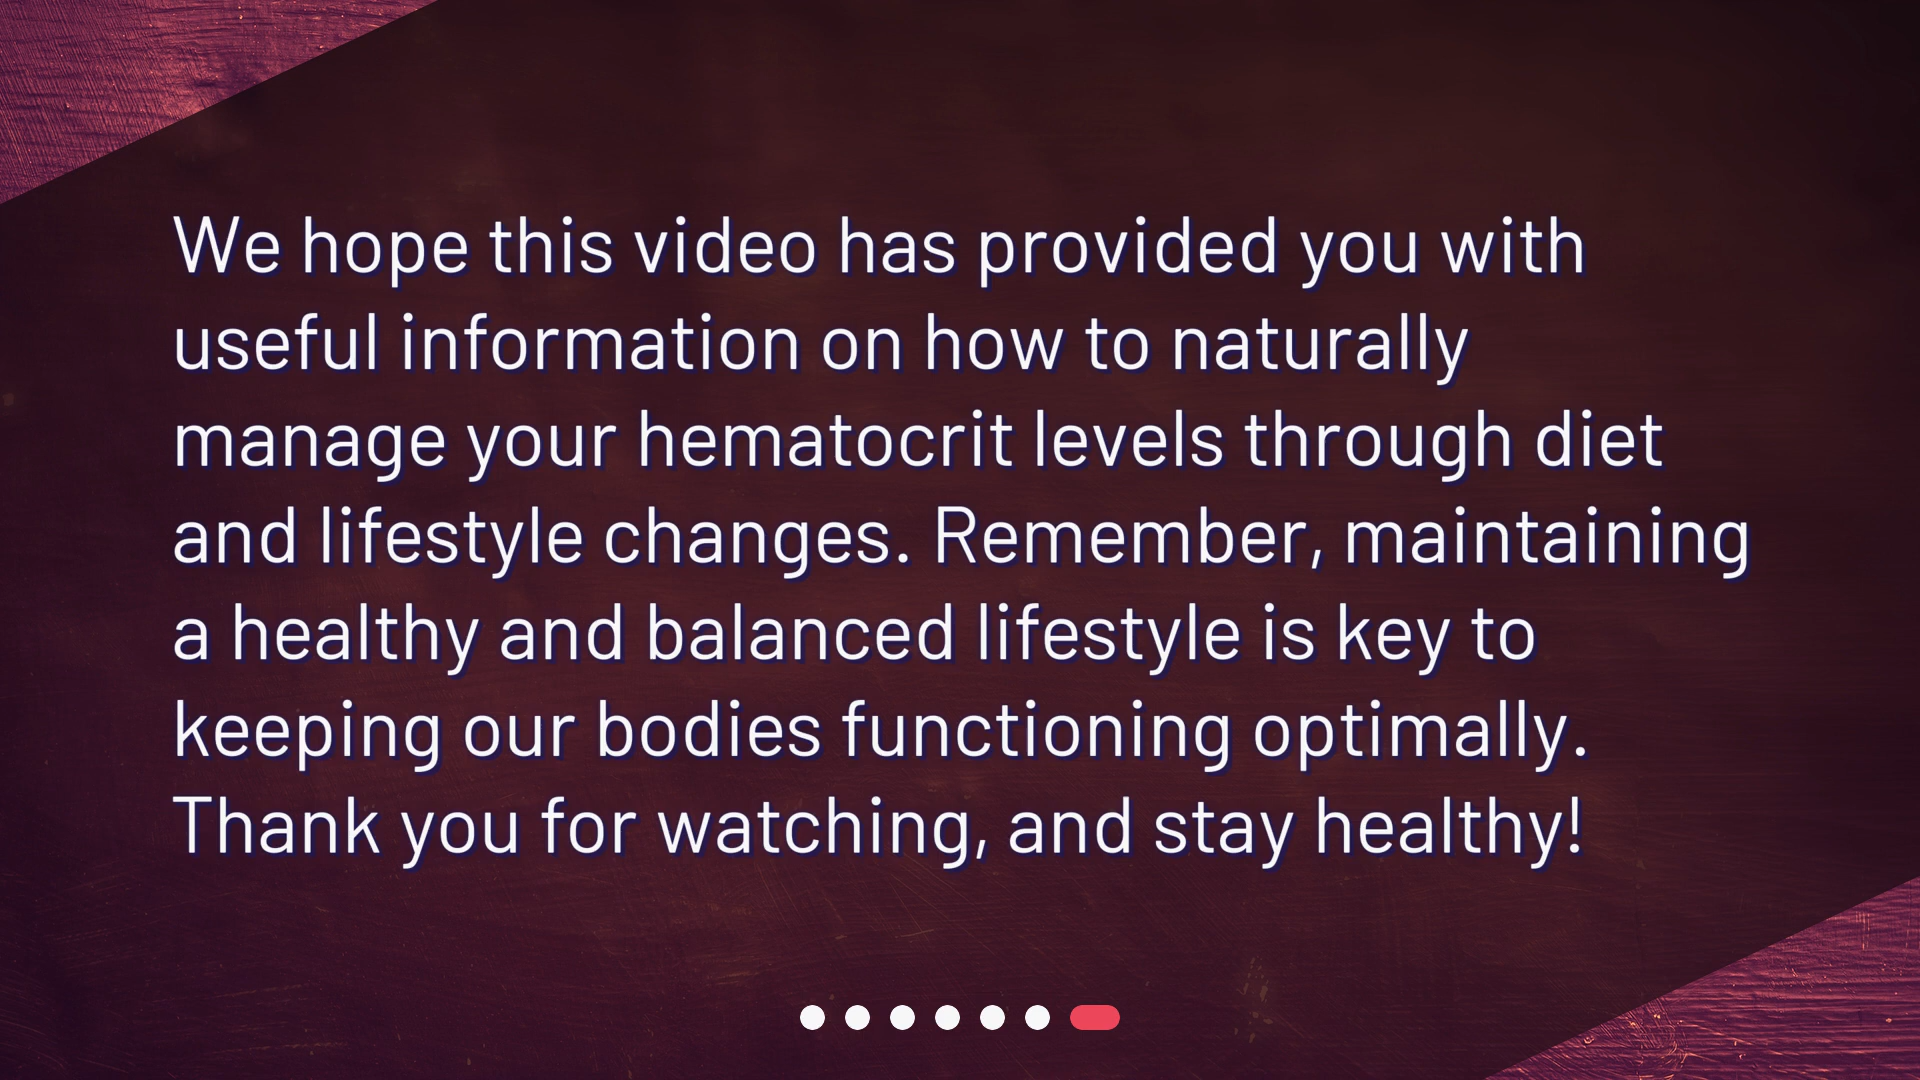 We hope this video has provided you with
useful information on how to naturally
manage your hematocrit levels through diet
and lifestyle changes. Remember, maintaining
a healthy and balanced lifestyle is key to
keeping our bodies functioning optimally.
Thank you for watching, and stay healthy!